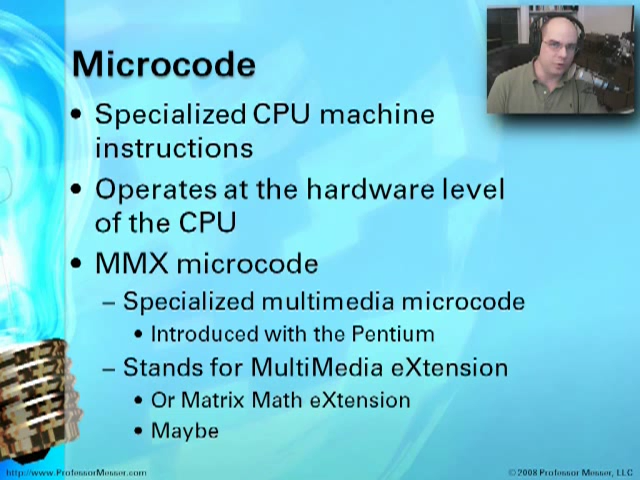 Microcode
• Specialized CPU machine
instructions
• Operates at the hardware level
of the CPU
• MMX microcode
– Specialized multimedia microcode
• Introduced with the Pentium
– Stands for MultiMedia eXtension
• Or Matrix Math eXtension
• Maybe
http://www.ProfessorMesser.com
© 2008 Professor Messer, LLC